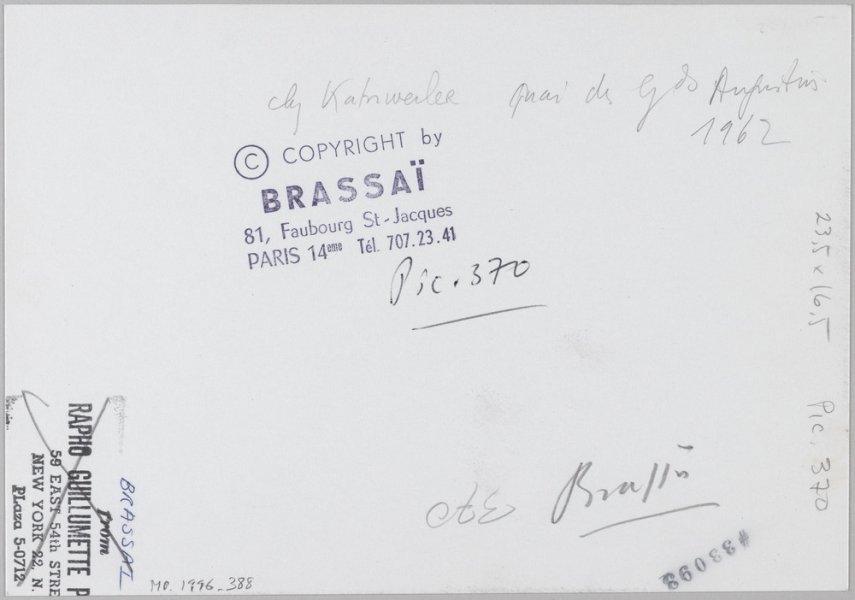 chez Kahnweiler quai des Gds Augustins
1962
© COPYRIGHT by
BRASSAÏ
81, Faubourg St-Jacques
PARIS 14eme Tél. 707.23.41
Pic. 370
23,5 x 16,5 Pic. 370
RAPHO GUILLUMETTE P
59 EAST 54th STRE
NEW YORK 22, N.
PLaza 5-0712
BRASSAI
Brassaï
#33092
MO. 1996-388